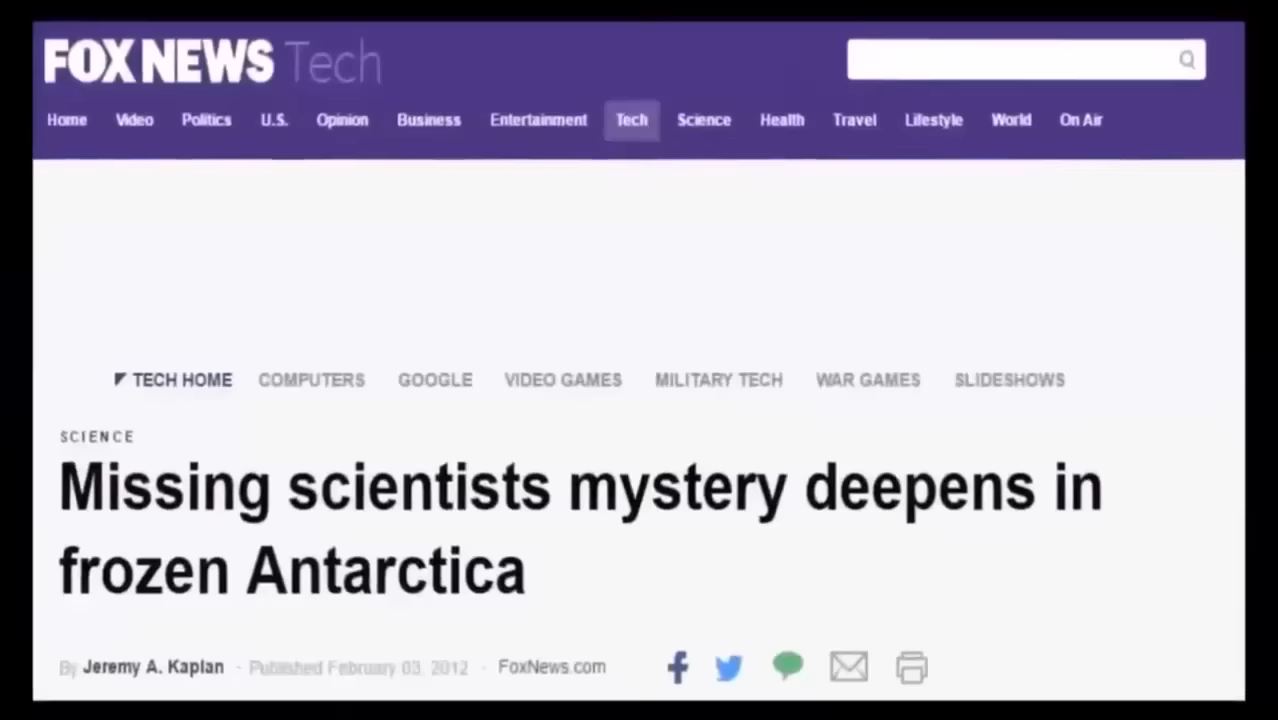 FOX NEWS Tech
Home Video Politics U.S. Opinion Business Entertainment Tech Science Health Travel Lifestyle World On Air
TECH HOME COMPUTERS GOOGLE VIDEO GAMES MILITARY TECH WAR GAMES SLIDESHOWS
SCIENCE
Missing scientists mystery deepens in
frozen Antarctica
By Jeremy A. Kaplan · Published February 03, 2012 · FoxNews.com